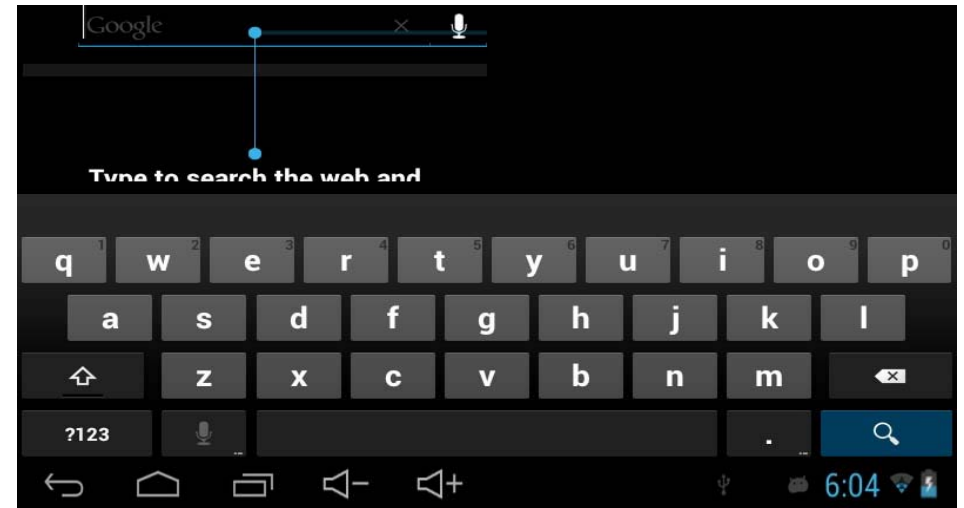 Google
Type to search the web and
1 2 3 4 5 6 7 8 9 0
q w e r t y u i o p
a s d f g h j k l
z x c v b n m
?123 .
6:04